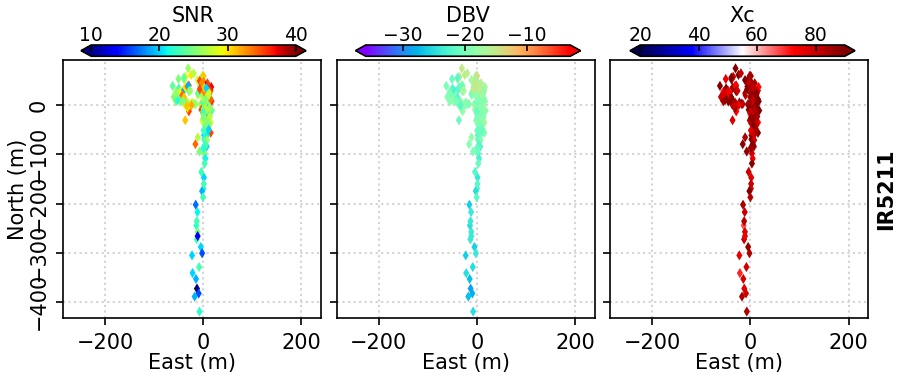 SNR DBV Xc
10 20 30 40 −30 −20 −10 20 40 60 80
North (m)
0
−100
−200
−300
−400
−200 0 200 −200 0 200 −200 0 200
East (m) East (m) East (m)
IR5211